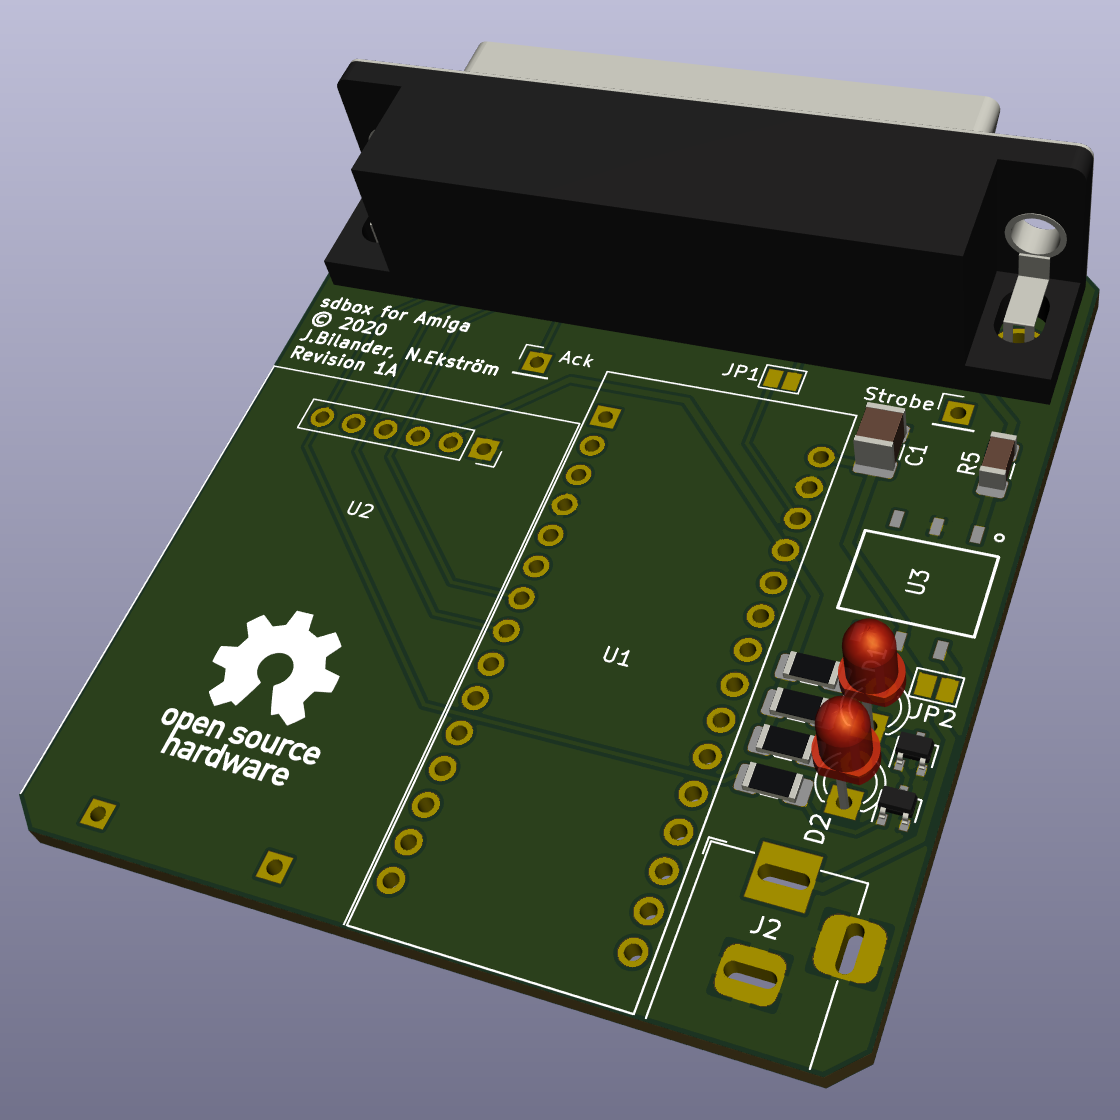 sdbox for Amiga
© 2020
J.Bilander, N.Ekström
Revision 1A
Ack
JP1
Strobe
C1
R5
U2
U3
U1
D1
JP2
open source
hardware
D2
J2